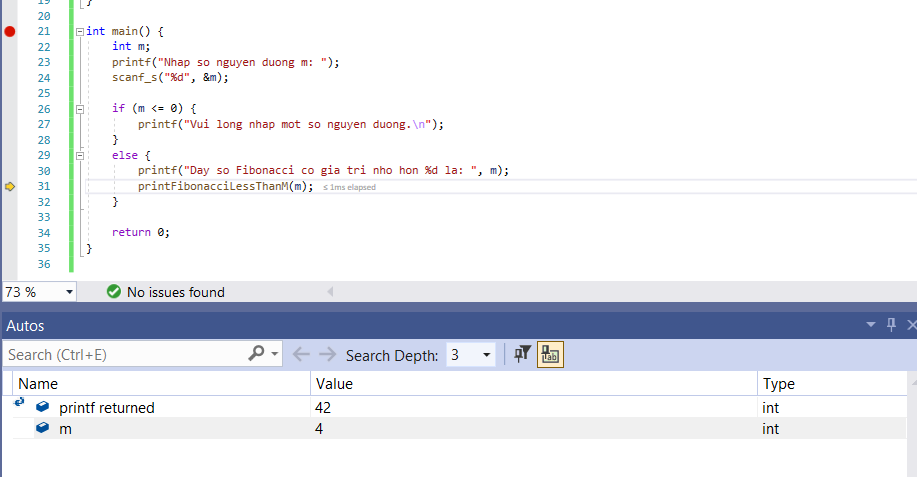 19 }
20
21 int main() {
22 int m;
23 printf("Nhap so nguyen duong m: ");
24 scanf_s("%d", &m);
25
26 if (m <= 0) {
27 printf("Vui long nhap mot so nguyen duong.\n");
28 }
29 else {
30 printf("Day so Fibonacci co gia tri nho hon %d la: ", m);
31 printFibonacciLessThanM(m); ≤ 1ms elapsed
32 }
33
34 return 0;
35 }
36
73 % No issues found
Autos
Search (Ctrl+E) Search Depth: 3
Name Value Type
printf returned 42 int
m 4 int